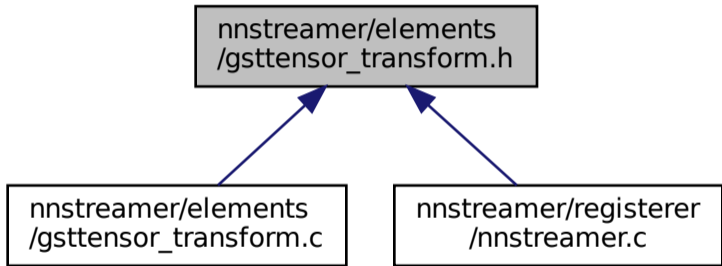 nnstreamer/elements
/gsttensor_transform.h
nnstreamer/elements
/gsttensor_transform.c
nnstreamer/registerer
/nnstreamer.c